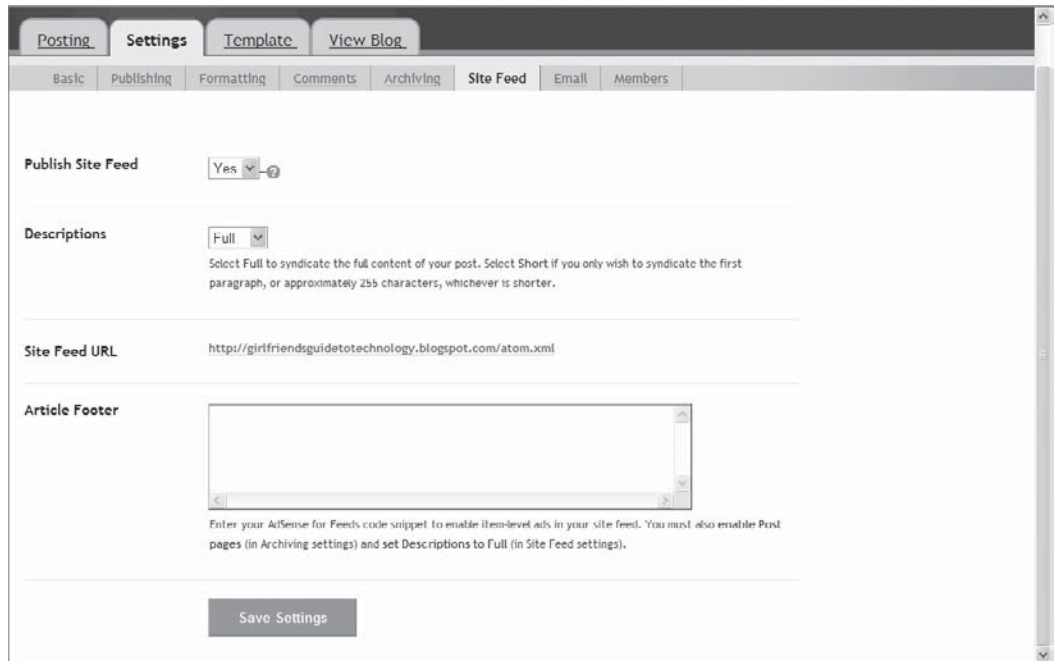 Posting Settings Template View Blog
Basic Publishing Formatting Comments Archiving Site Feed Email Members
Publish Site Feed Yes ?
Descriptions Full
Select Full to syndicate the full content of your post. Select Short if you only wish to syndicate the first
paragraph, or approximately 255 characters, whichever is shorter.
Site Feed URL http://girlfriendsguidetotechnology.blogspot.com/atom.xml
Article Footer
Enter your AdSense for Feeds code snippet to enable item-level ads in your site feed. You must also enable Post
pages (in Archiving settings) and set Descriptions to Full (in Site Feed settings).
Save Settings